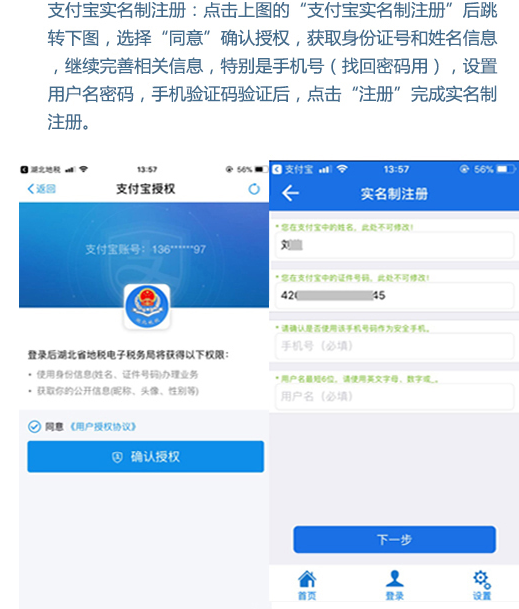 支付宝实名制注册：点击上图的“支付宝实名制注册”后跳
转下图，选择“同意”确认授权，获取身份证号和姓名信息
，继续完善相关信息，特别是手机号（找回密码用），设置
用户名密码，手机验证码验证后，点击“注册”完成实名制
注册。
湖北地税 13:57 56%
返回 支付宝授权
支付宝账号：136******97
登录后湖北省地税电子税务局将获得以下权限：
• 使用身份信息(姓名、证件号码)办理业务
• 获取你的公开信息(昵称、头像、性别等)
同意 《用户授权协议》
确认授权
支付宝 13:57 56%
实名制注册
* 您在支付宝中的姓名，此处不可修改!
刘
* 您在支付宝中的证件号码，此处不可修改!
420 45
* 请确认是否使用该手机号码作为安全手机。
手机号（必填）
* 用户名最短6位，请使用英文字母、数字或_。
用户名（必填）
下一步
首页 登录 设置